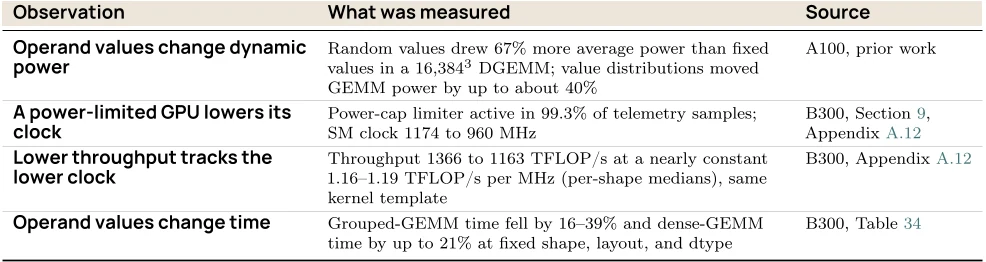 Observation What was measured Source
Operand values change dynamic power Random values drew 67% more average power than fixed values in a 16,384³ DGEMM; value distributions moved GEMM power by up to about 40% A100, prior work
A power-limited GPU lowers its clock Power-cap limiter active in 99.3% of telemetry samples; SM clock 1174 to 960 MHz B300, Section 9, Appendix A.12
Lower throughput tracks the lower clock Throughput 1366 to 1163 TFLOP/s at a nearly constant 1.16–1.19 TFLOP/s per MHz (per-shape medians), same kernel template B300, Appendix A.12
Operand values change time Grouped-GEMM time fell by 16–39% and dense-GEMM time by up to 21% at fixed shape, layout, and dtype B300, Table 34